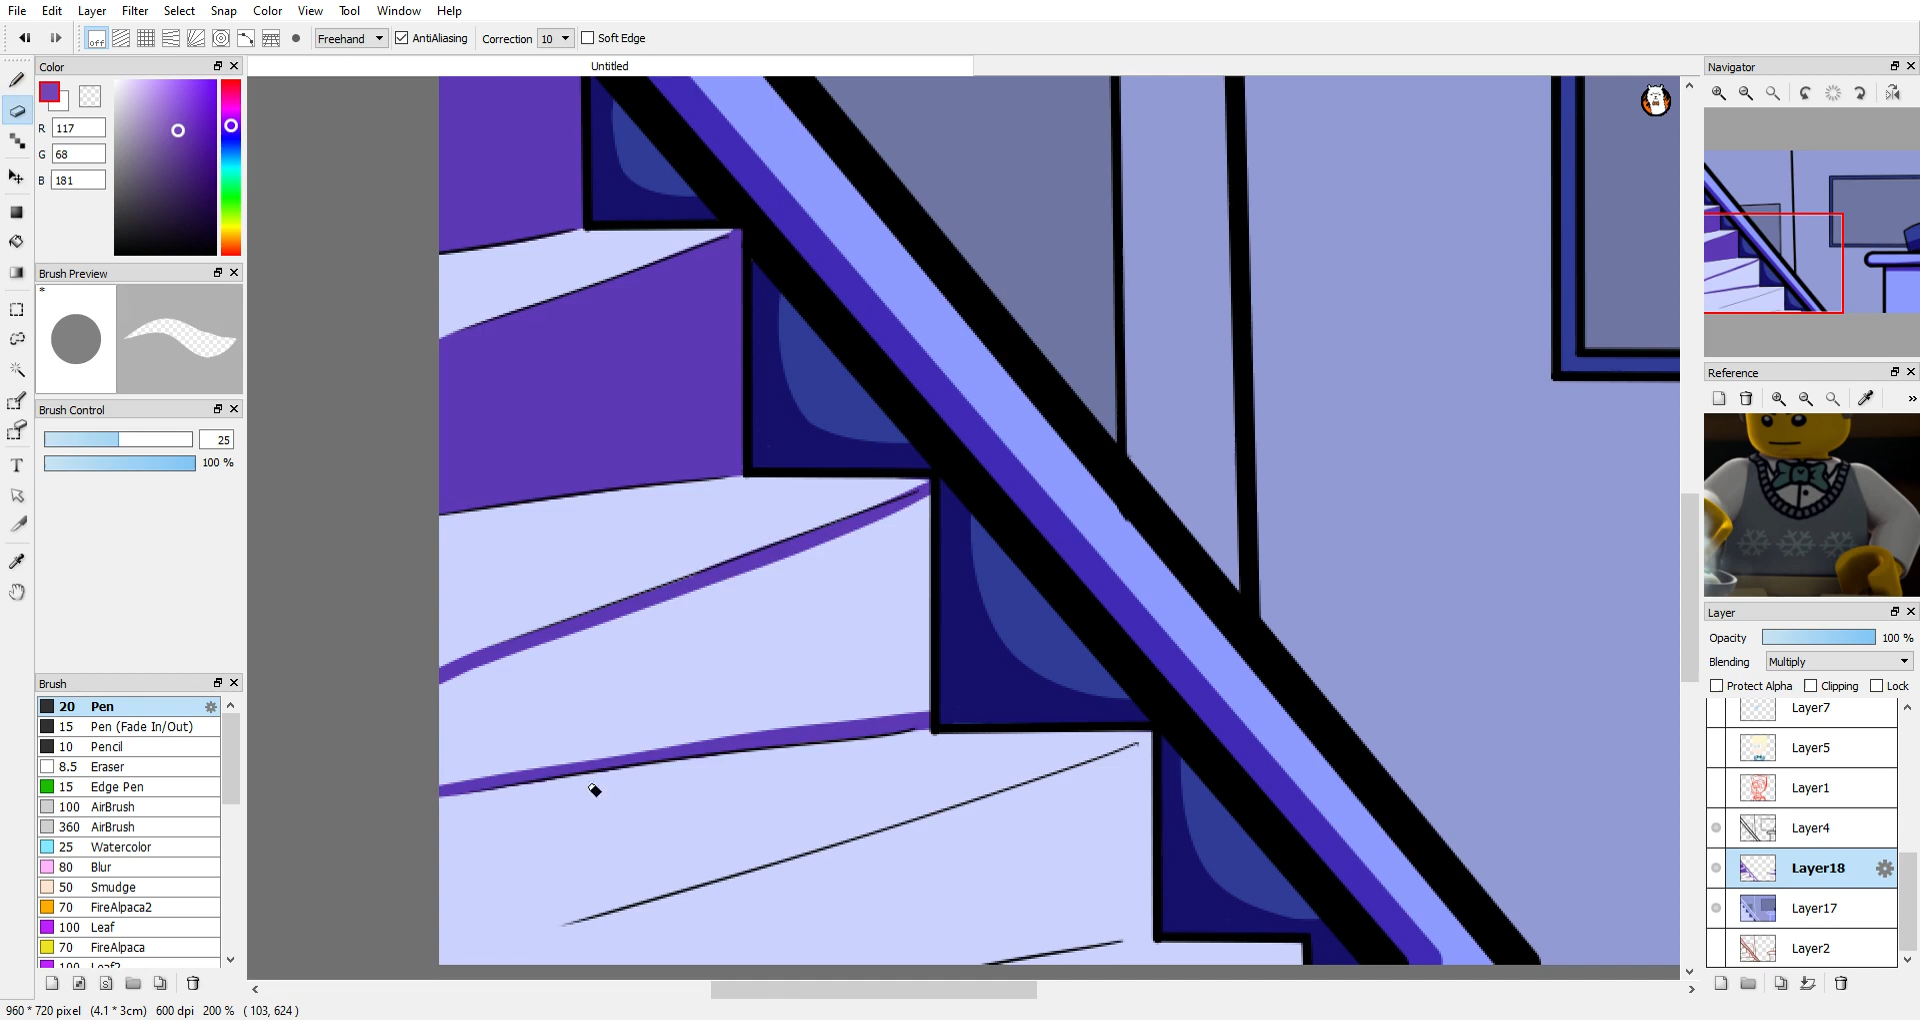 File Edit Layer Filter Select Snap Color View Tool Window Help
off Freehand AntiAliasing Correction 10 Soft Edge
Color
Untitled
Navigator
R 117
G 68
B 181
Brush Preview
*
Reference
»
Brush Control
25
100 %
Layer
Opacity 100 %
Blending Multiply
Protect Alpha Clipping Lock
Brush
20 Pen
15 Pen (Fade In/Out)
10 Pencil
8.5 Eraser
15 Edge Pen
100 AirBrush
360 AirBrush
25 Watercolor
80 Blur
50 Smudge
70 FireAlpaca2
100 Leaf
70 FireAlpaca
100 Leaf2
Layer7
Layer5
Layer1
Layer4
Layer18
Layer17
Layer2
960 * 720 pixel (4.1 * 3cm) 600 dpi 200 % ( 103, 624 )